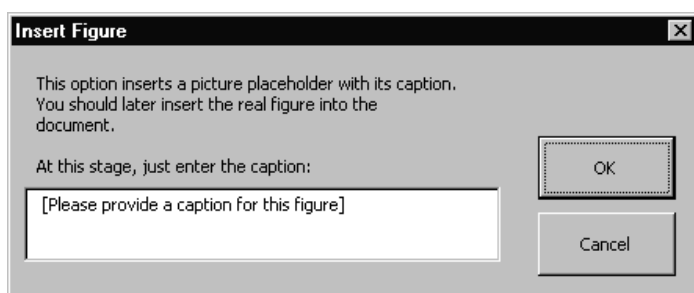 Insert Figure
This option inserts a picture placeholder with its caption.
You should later insert the real figure into the
document.
At this stage, just enter the caption:
[Please provide a caption for this figure]
OK
Cancel